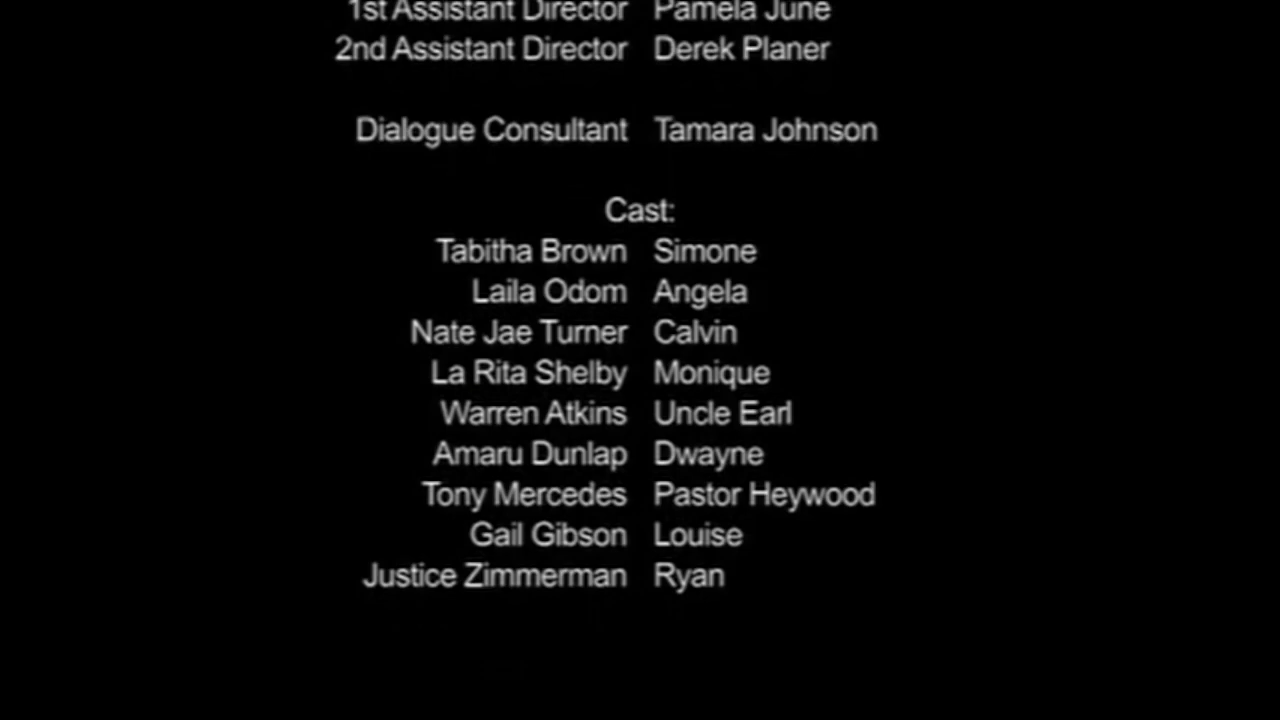 1st Assistant Director Pamela June
2nd Assistant Director Derek Planer
Dialogue Consultant Tamara Johnson
Cast:
Tabitha Brown Simone
Laila Odom Angela
Nate Jae Turner Calvin
La Rita Shelby Monique
Warren Atkins Uncle Earl
Amaru Dunlap Dwayne
Tony Mercedes Pastor Heywood
Gail Gibson Louise
Justice Zimmerman Ryan